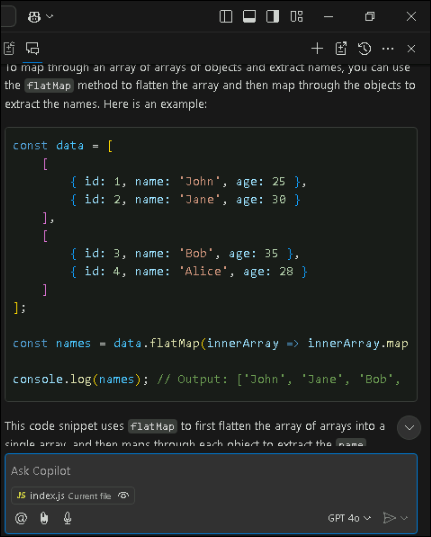 To map through an array of arrays of objects and extract names, you can use
the flatMap method to flatten the array and then map through the objects to
extract the names. Here is an example:
const data = [
    [
        { id: 1, name: 'John', age: 25 },
        { id: 2, name: 'Jane', age: 30 }
    ],
    [
        { id: 3, name: 'Bob', age: 35 },
        { id: 4, name: 'Alice', age: 28 }
    ]
];
const names = data.flatMap(innerArray => innerArray.map
console.log(names); // Output: ['John', 'Jane', 'Bob',
This code snippet uses flatMap to first flatten the array of arrays into a
single array, and then maps through each object to extract the name
Ask Copilot
JS index.js Current file
GPT 4o